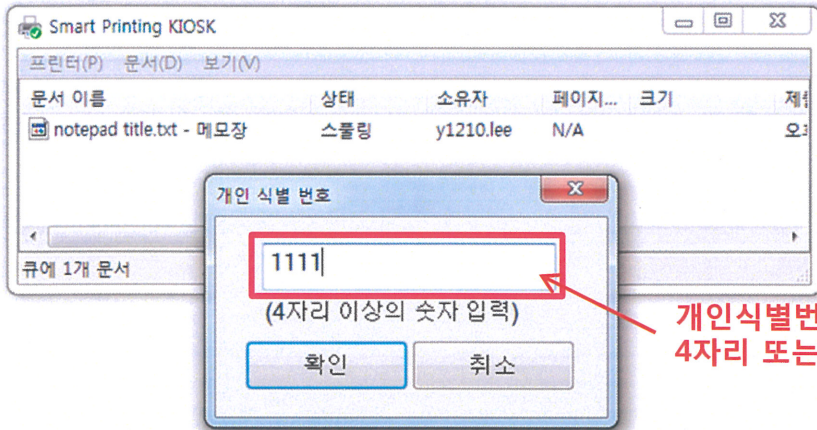 Smart Printing KIOSK
프린터(P) 문서(D) 보기(V)
문서 이름 상태 소유자 페이지... 크기
notepad title.txt - 메모장 스풀링 y1210.lee N/A
큐에 1개 문서
개인 식별 번호
1111
(4자리 이상의 숫자 입력)
확인 취소
개인식별번
4자리 또는